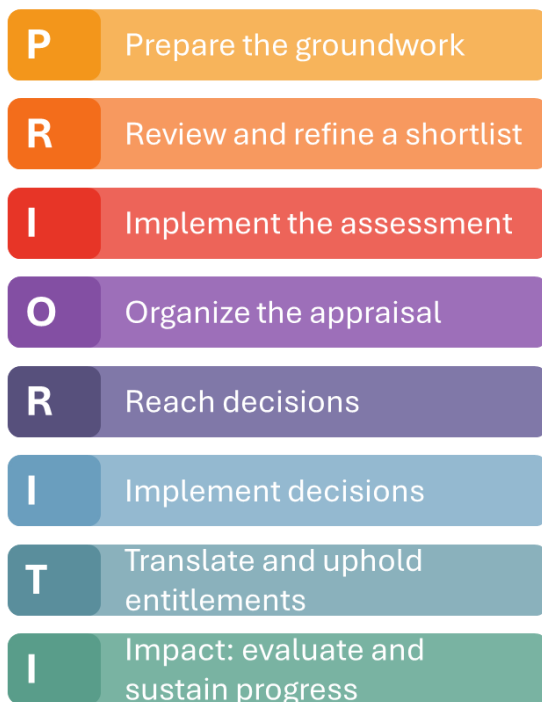 P Prepare the groundwork
R Review and refine a shortlist
I Implement the assessment
O Organize the appraisal
R Reach decisions
I Implement decisions
T Translate and uphold
entitlements
I Impact: evaluate and
sustain progress